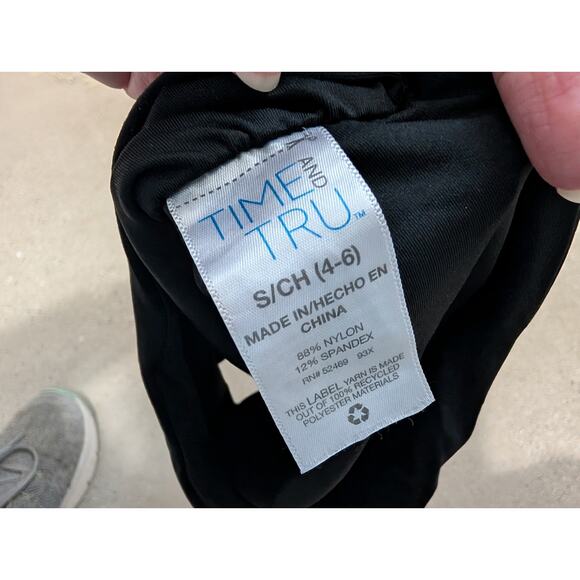 TIME
AND
TRU™
S/CH (4-6)
MADE IN/HECHO EN
CHINA
88% NYLON
12% SPANDEX
RN# 52469 93X
THIS LABEL YARN IS MADE
OUT OF 100% RECYCLED
POLYESTER MATERIALS